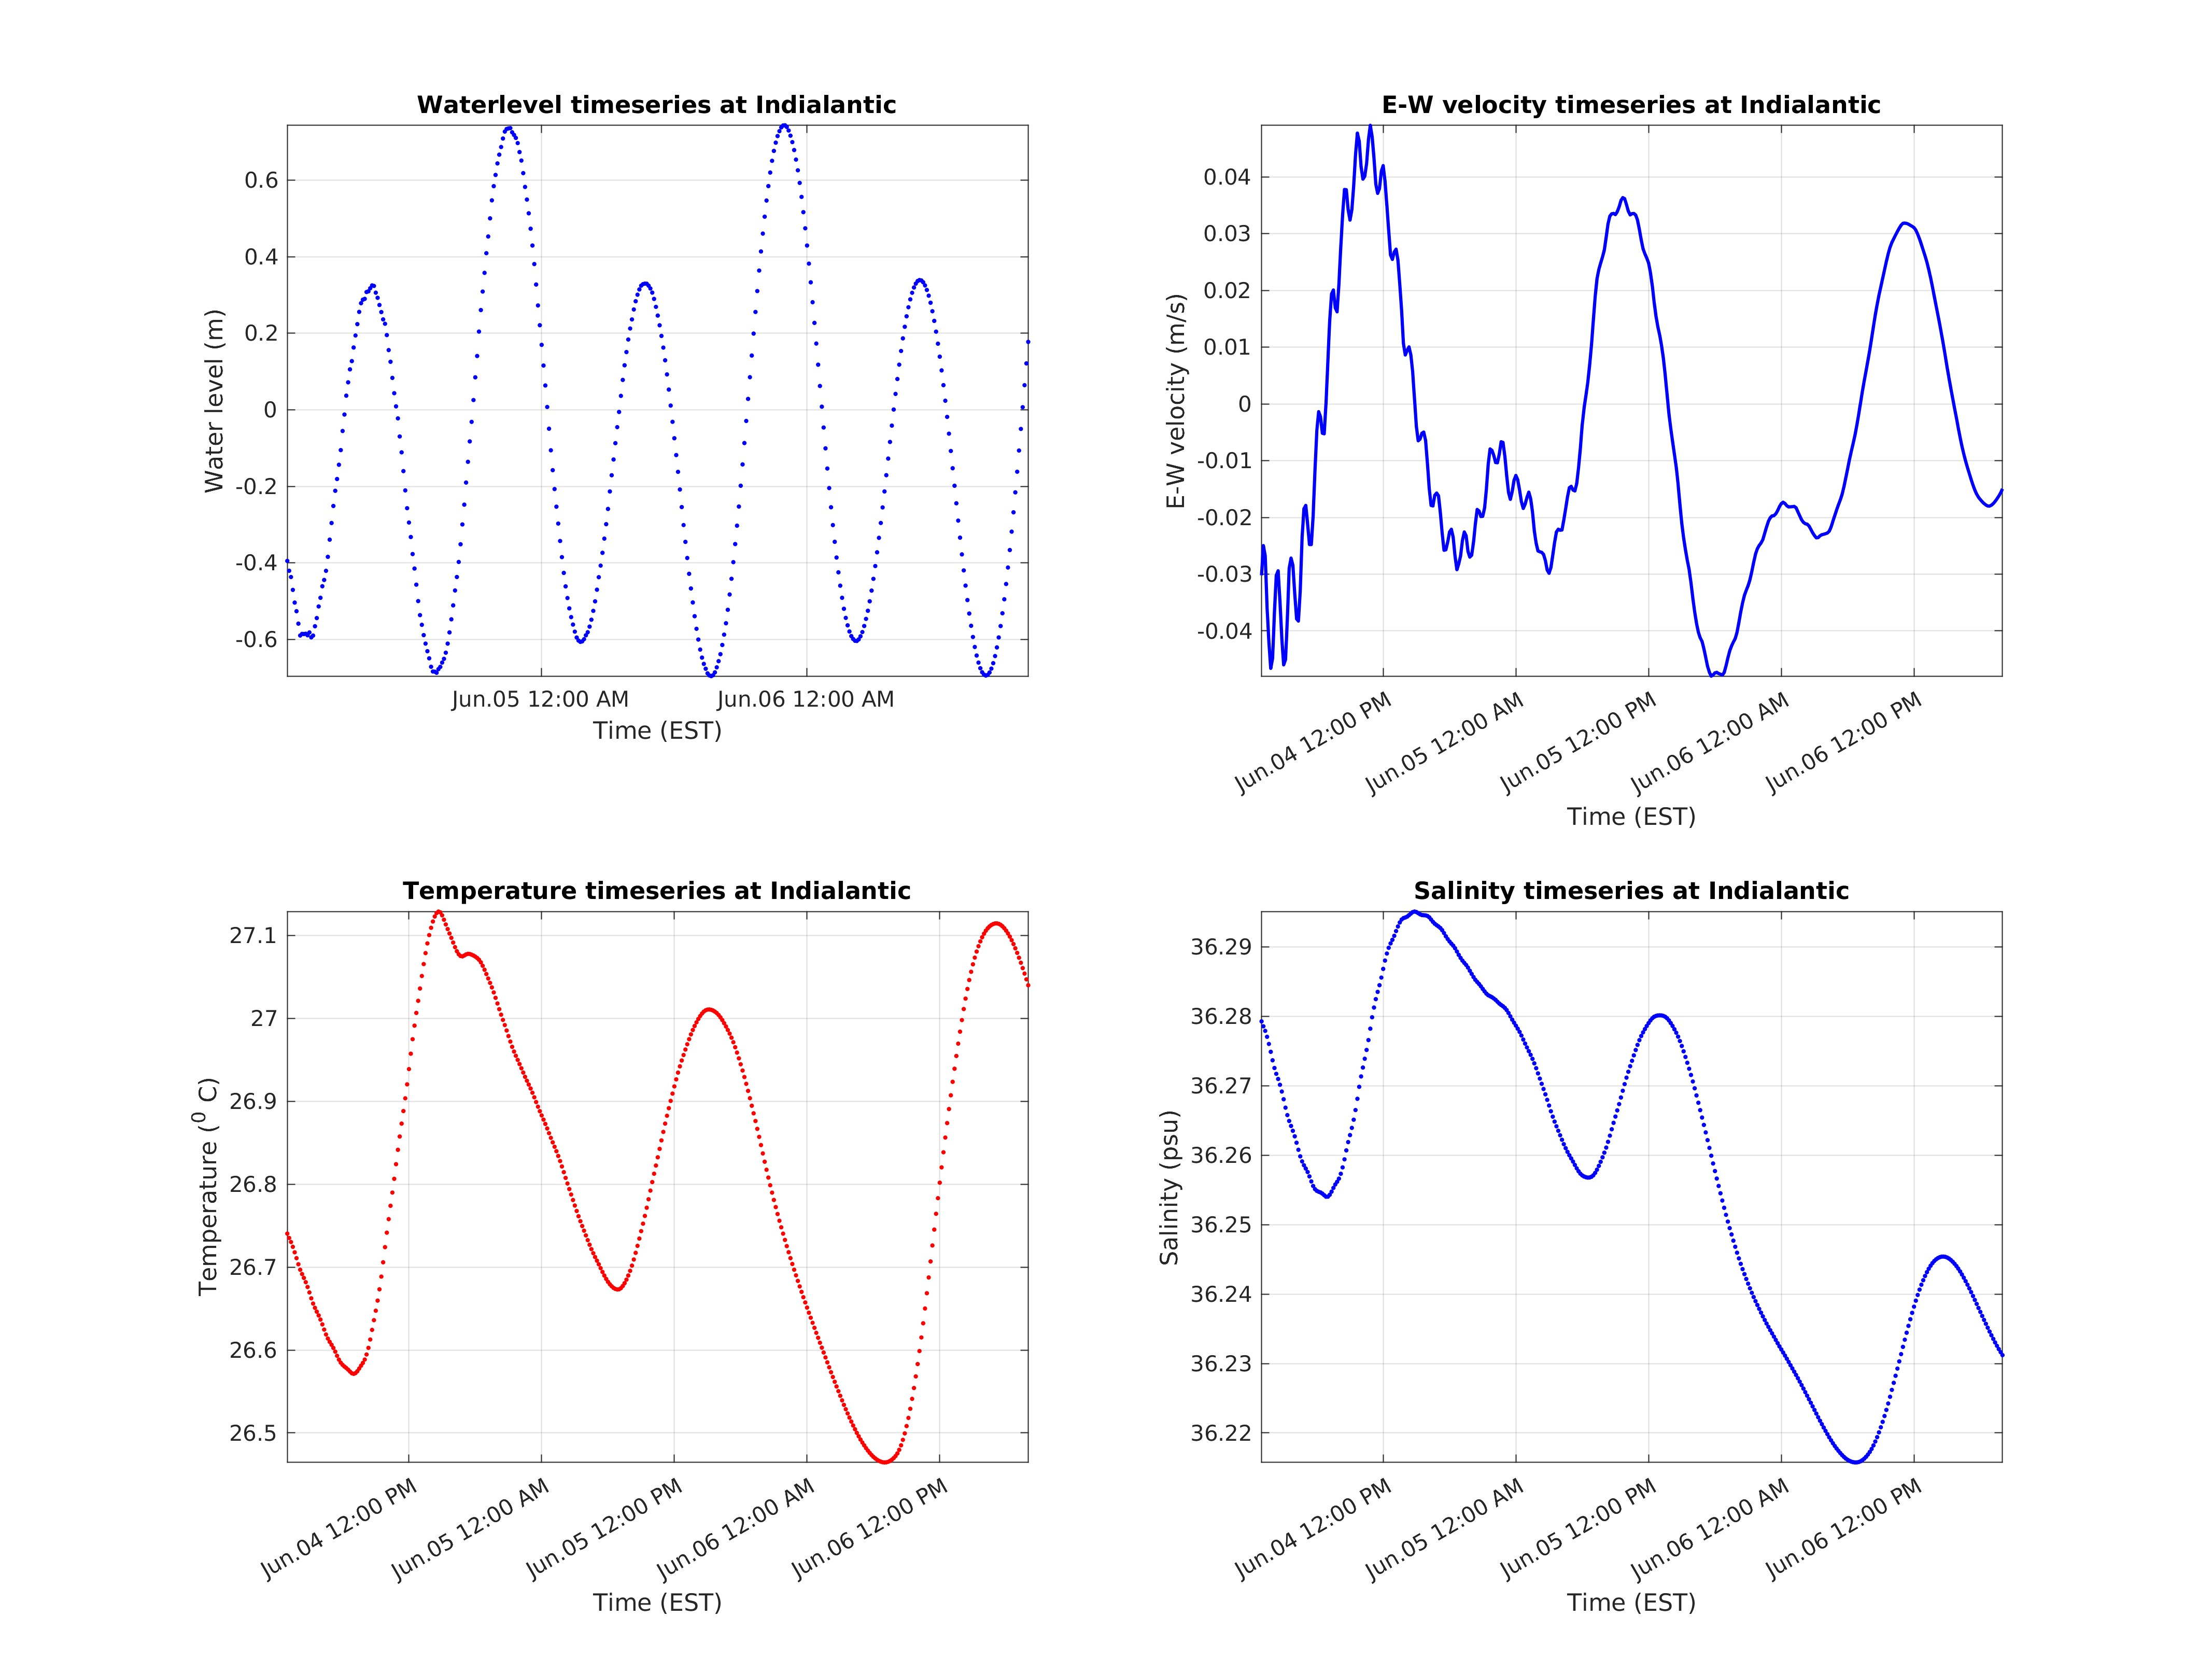 Waterlevel timeseries at Indialantic
0.6
0.4
0.2
0
-0.2
-0.4
-0.6
Water level (m)
Jun.05 12:00 AM
Jun.06 12:00 AM
Time (EST)
E-W velocity timeseries at Indialantic
0.04
0.03
0.02
0.01
0
-0.01
-0.02
-0.03
-0.04
E-W velocity (m/s)
Jun.04 12:00 PM
Jun.05 12:00 AM
Jun.05 12:00 PM
Jun.06 12:00 AM
Jun.06 12:00 PM
Time (EST)
Temperature timeseries at Indialantic
27.1
27
26.9
26.8
26.7
26.6
26.5
Temperature (⁰ C)
Jun.04 12:00 PM
Jun.05 12:00 AM
Jun.05 12:00 PM
Jun.06 12:00 AM
Jun.06 12:00 PM
Time (EST)
Salinity timeseries at Indialantic
36.29
36.28
36.27
36.26
36.25
36.24
36.23
36.22
Salinity (psu)
Jun.04 12:00 PM
Jun.05 12:00 AM
Jun.05 12:00 PM
Jun.06 12:00 AM
Jun.06 12:00 PM
Time (EST)